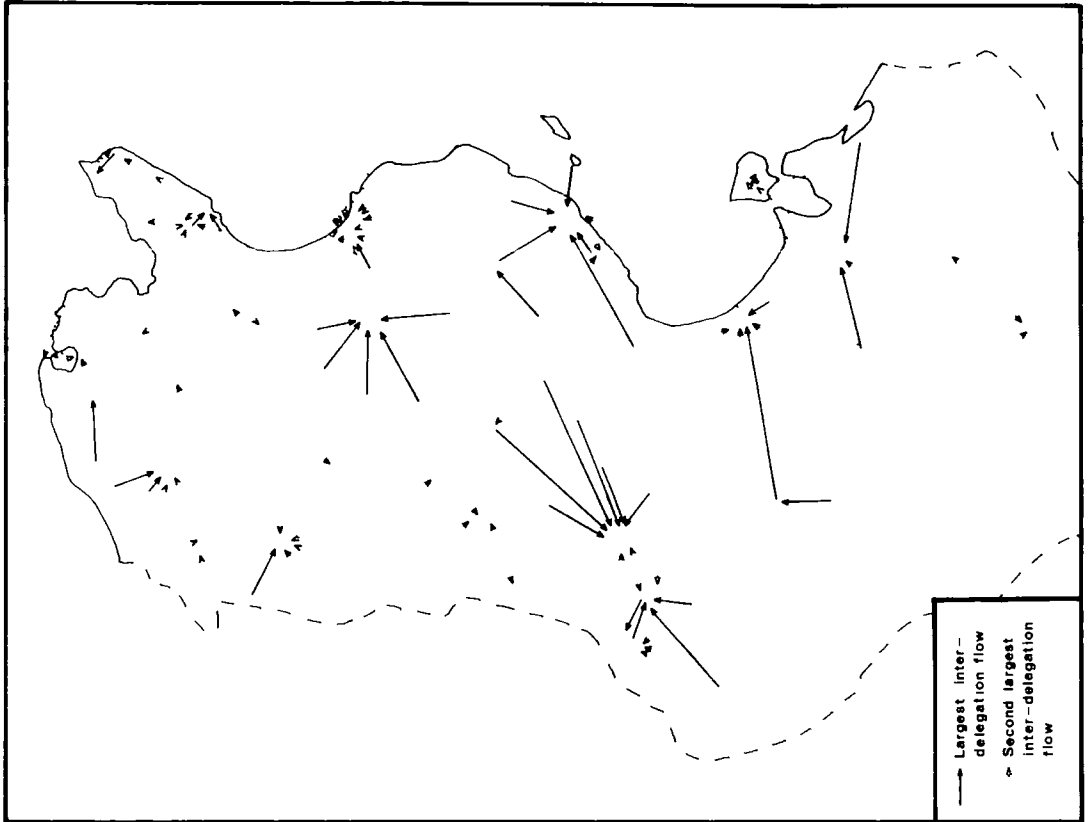 Largest inter-
delegation flow
Second largest
inter-delegation
flow